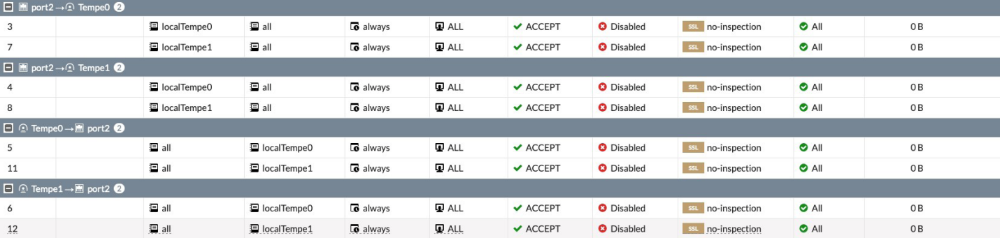 port2 → Tempe0 2
3 localTempe0 all always ALL ACCEPT Disabled SSL no-inspection All 0 B
7 localTempe1 all always ALL ACCEPT Disabled SSL no-inspection All 0 B
port2 → Tempe1 2
4 localTempe0 all always ALL ACCEPT Disabled SSL no-inspection All 0 B
8 localTempe1 all always ALL ACCEPT Disabled SSL no-inspection All 0 B
Tempe0 → port2 2
5 all localTempe0 always ALL ACCEPT Disabled SSL no-inspection All 0 B
11 all localTempe1 always ALL ACCEPT Disabled SSL no-inspection All 0 B
Tempe1 → port2 2
6 all localTempe0 always ALL ACCEPT Disabled SSL no-inspection All 0 B
12 all localTempe1 always ALL ACCEPT Disabled SSL no-inspection All 0 B